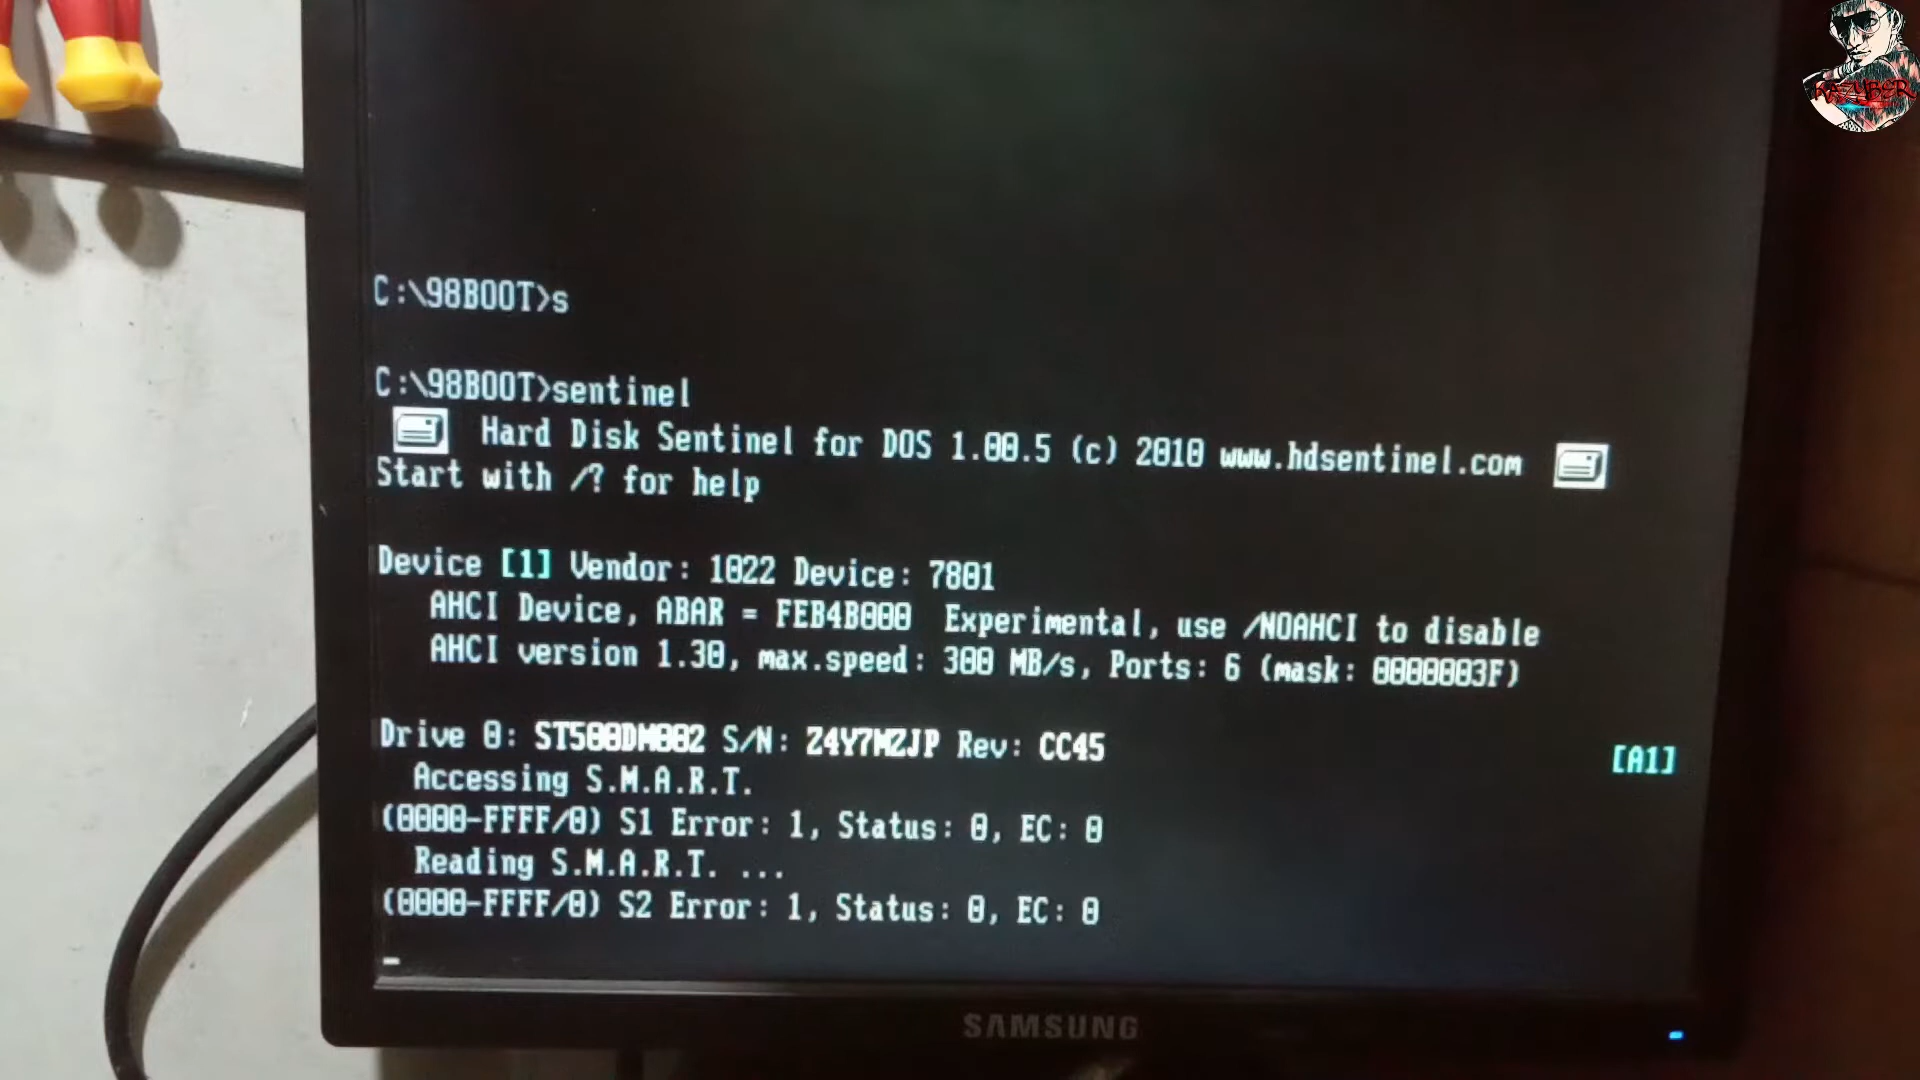 C:\98BOOT>s
C:\98BOOT>sentinel
Hard Disk Sentinel for DOS 1.00.5 (c) 2010 www.hdsentinel.com
Start with /? for help
Device [1] Vendor: 1022 Device: 7801
AHCI Device, ABAR = FEB4B000 Experimental, use /NOAHCI to disable
AHCI version 1.30, max.speed: 300 MB/s, Ports: 6 (mask: 0000003F)
Drive 0: ST500DM002 S/N: Z4Y7MZJP Rev: CC45 [A1]
Accessing S.M.A.R.T.
(0000-FFFF/0) S1 Error: 1, Status: 0, EC: 0
Reading S.M.A.R.T. ...
(0000-FFFF/0) S2 Error: 1, Status: 0, EC: 0
SAMSUNG